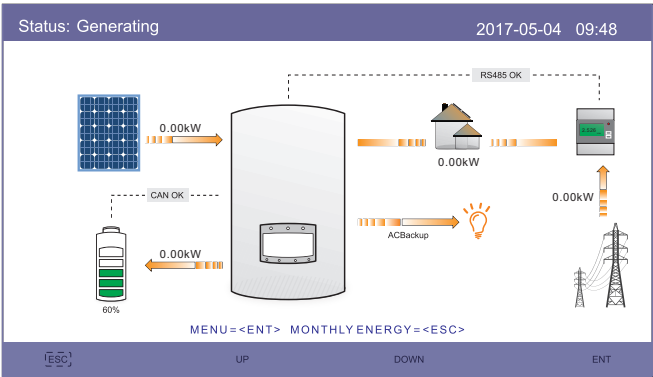 Status: Generating
2017-05-04 09:48
RS485 OK
0.00kW
0.00kW
CAN OK
0.00kW
ACBackup
0.00kW
60%
MENU=<ENT> MONTHLY ENERGY=<ESC>
ESC UP DOWN ENT